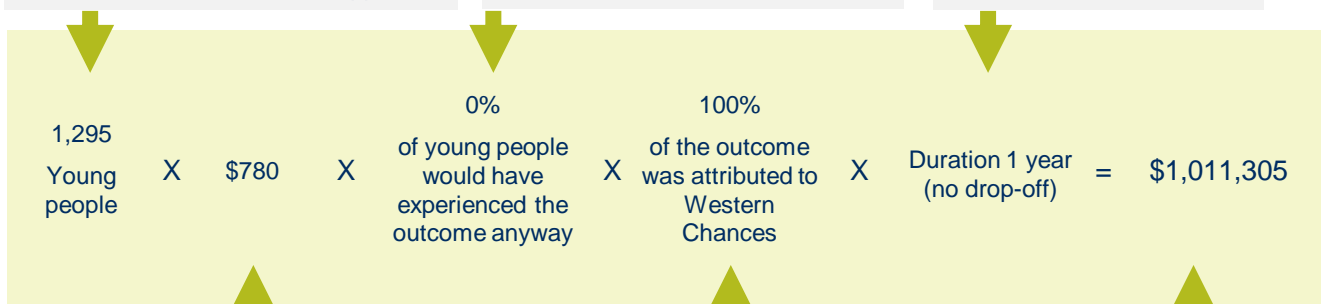 1,295
Young
people
X
$780
X
0%
of young people
would have
experienced the
outcome anyway
X
100%
of the outcome
was attributed to
Western
Chances
X
Duration 1 year
(no drop-off)
=
$1,011,305